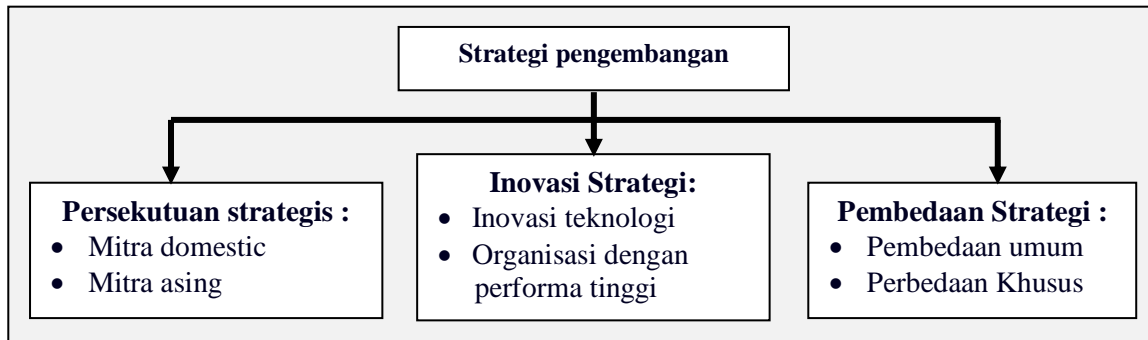 Strategi pengembangan
Persekutuan strategis :
• Mitra domestic
• Mitra asing
Inovasi Strategi:
• Inovasi teknologi
• Organisasi dengan
performa tinggi
Pembedaan Strategi :
• Pembedaan umum
• Perbedaan Khusus